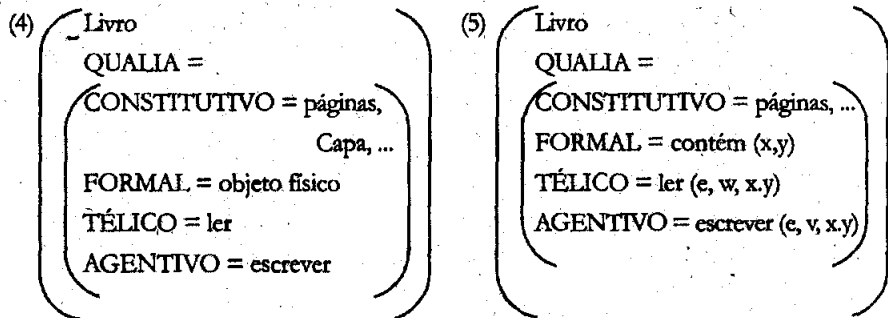 (4) Livro
QUALIA =
CONSTITUTIVO = páginas,
Capa, ...
FORMAL = objeto físico
TÉLICO = ler
AGENTIVO = escrever
(5) Livro
QUALIA =
CONSTITUTIVO = páginas, ...
FORMAL = contém (x,y)
TÉLICO = ler (e, w, x.y)
AGENTIVO = escrever (e, v, x.y)